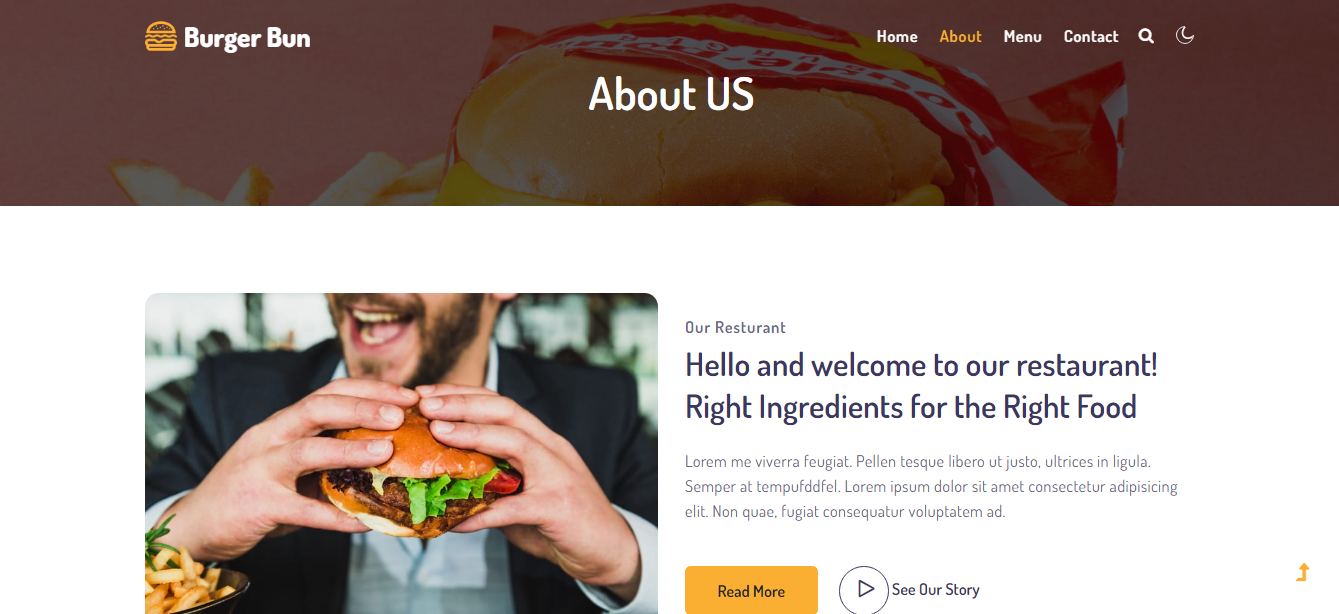 Burger Bun
Home About Menu Contact
About US
Our Resturant
Hello and welcome to our restaurant!
Right Ingredients for the Right Food
Lorem me viverra feugiat. Pellen tesque libero ut justo, ultrices in ligula.
Semper at tempufddfel. Lorem ipsum dolor sit amet consectetur adipisicing
elit. Non quae, fugiat consequatur voluptatem ad.
Read More
See Our Story